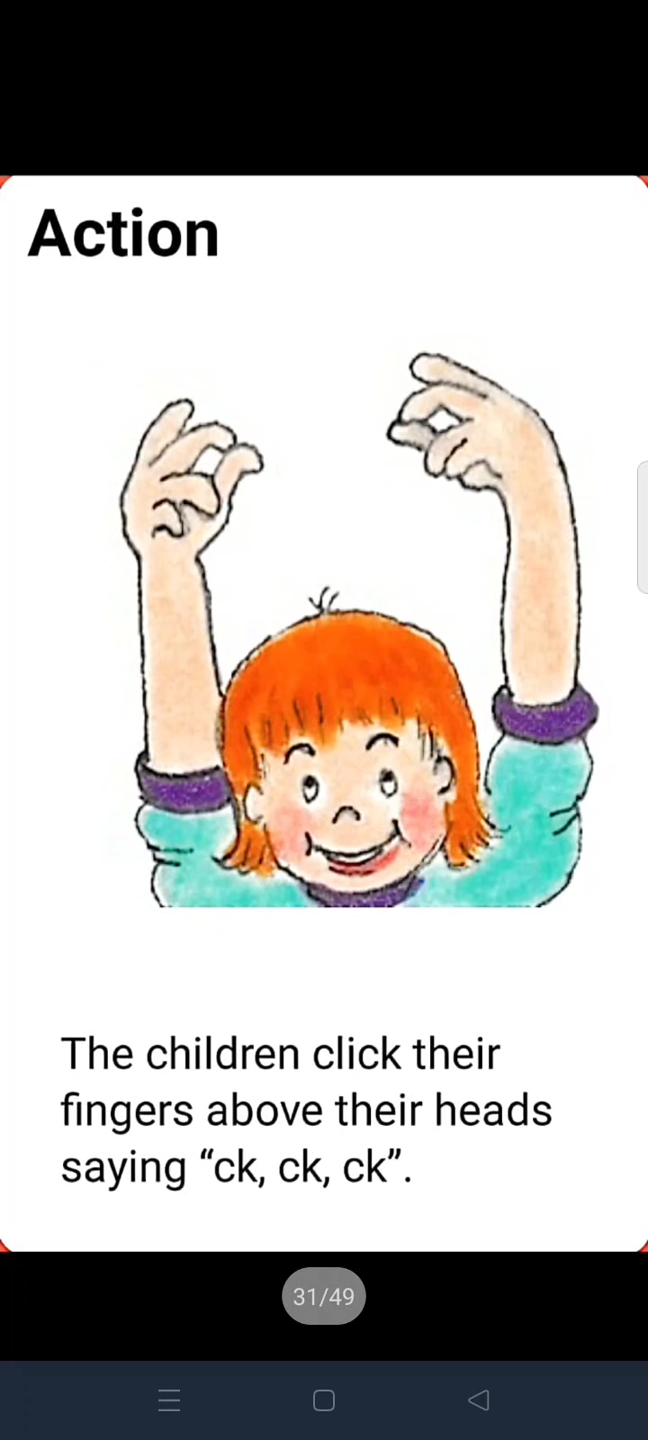 Action
The children click their
fingers above their heads
saying “ck, ck, ck”.
31/49